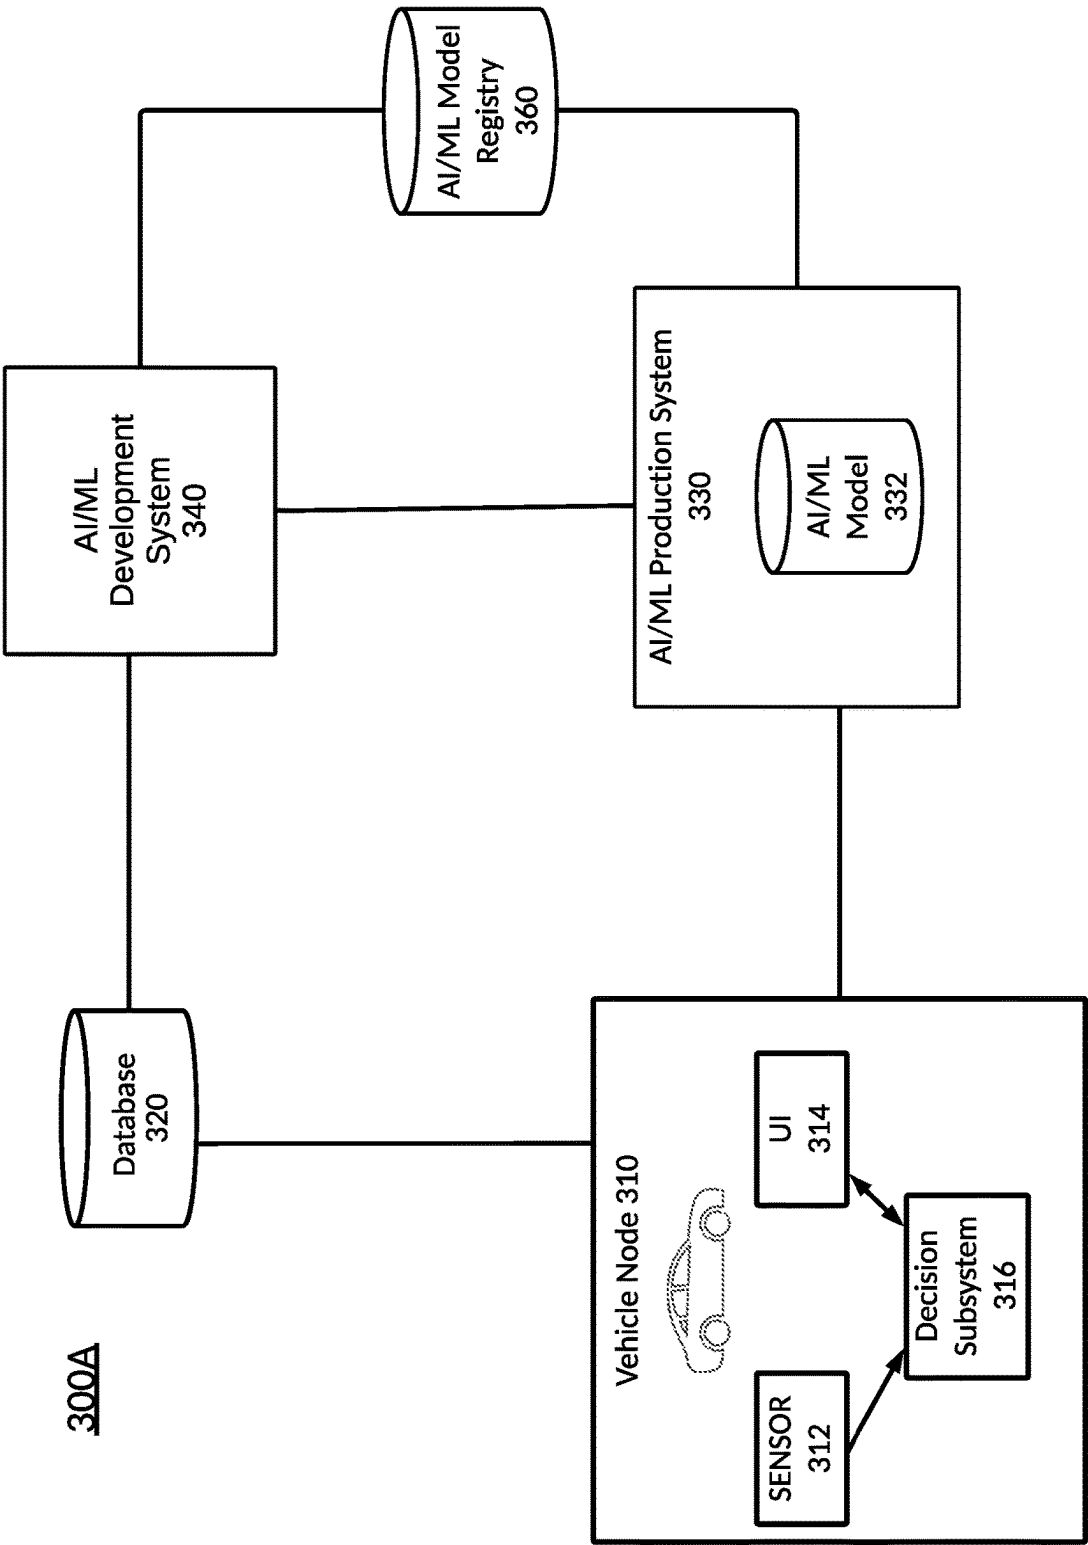 300A
Database
320
AI/ML
Development
System
340
AI/ML Model
Registry
360
Vehicle Node 310
SENSOR
312
UI
314
Decision
Subsystem
316
AI/ML Production System
330
AI/ML
Model
332